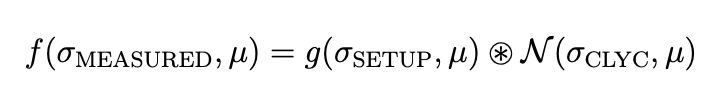 f(σ_MEASURED, μ) = g(σ_SETUP, μ) ⊛ 𝒩(σ_CLYC, μ)